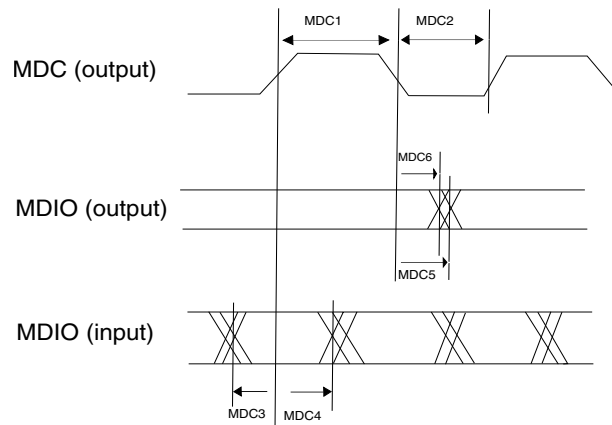 MDC1
MDC2
MDC (output)
MDC6
MDIO (output)
MDC5
MDIO (input)
MDC3
MDC4